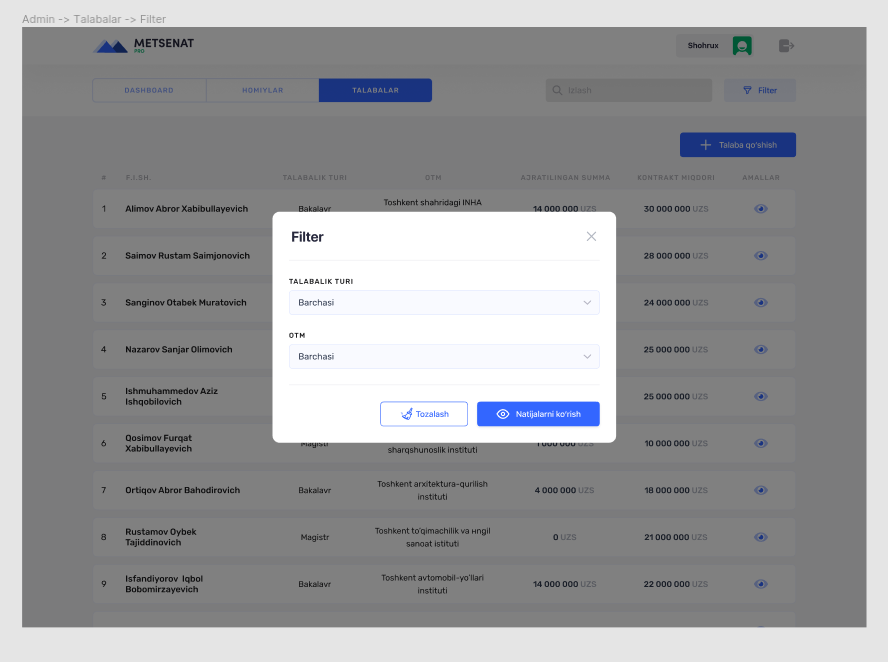 Admin -> Talabalar -> Filter
METSENAT
PRO
Shohrux
DASHBOARD
HOMIYLAR
TALABALAR
Izlash
Filter
Talaba qo'shish
# F.I.SH. TALABALIK TURI OTM AJRATILINGAN SUMMA KONTRAKT MIQDORI AMALLAR
1 Alimov Abror Xabibullayevich Bakalavr Toshkent shahridagi INHA 14 000 000 UZS 30 000 000 UZS
2 Saimov Rustam Saimjonovich 28 000 000 UZS
3 Sanginov Otabek Muratovich 24 000 000 UZS
4 Nazarov Sanjar Olimovich 25 000 000 UZS
5 Ishmuhammedov Aziz
Ishqobilovich
25 000 000 UZS
6 Qosimov Furqat
Xabibullayevich
Magistr
sharqshunoslik instituti
1 000 000 UZS
10 000 000 UZS
7 Ortiqov Abror Bahodirovich Bakalavr Toshkent arxitektura-qurilish
instituti
4 000 000 UZS 18 000 000 UZS
8 Rustamov Oybek
Tajiddinovich
Magistr
Toshkent to'qimachilik va нngil
sanoat istituti
0 UZS 21 000 000 UZS
9 Isfandiyorov Iqbol
Bobomirzayevich
Bakalavr
Toshkent avtomobil-yo'llari
instituti
14 000 000 UZS 22 000 000 UZS
Filter
TALABALIK TURI
Barchasi
OTM
Barchasi
Tozalash
Natijalarni ko'rish